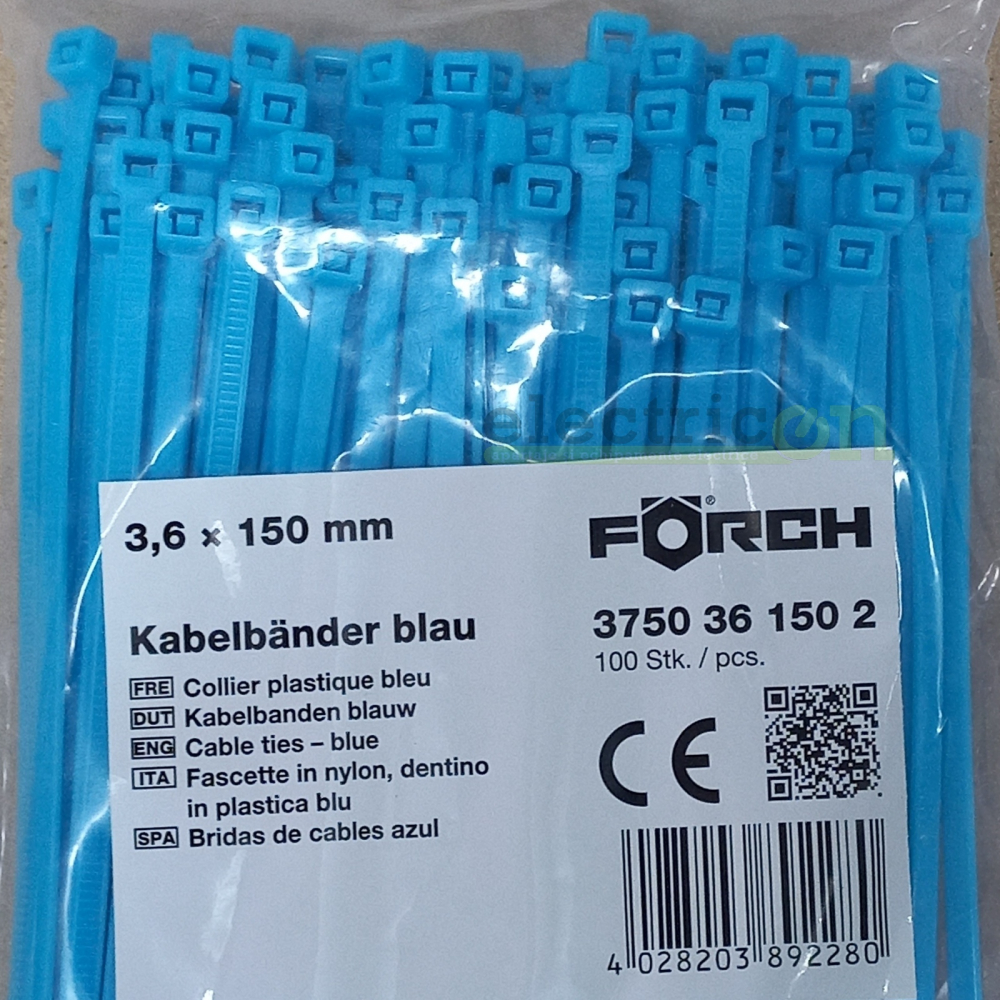 electricon
3,6 × 150 mm
FÖRCH®
Kabelbänder blau
3750 36 150 2
100 Stk. / pcs.
FRE Collier plastique bleu
DUT Kabelbanden blauw
ENG Cable ties – blue
ITA Fascette in nylon, dentino
in plastica blu
SPA Bridas de cables azul
CE
4 028203 892280